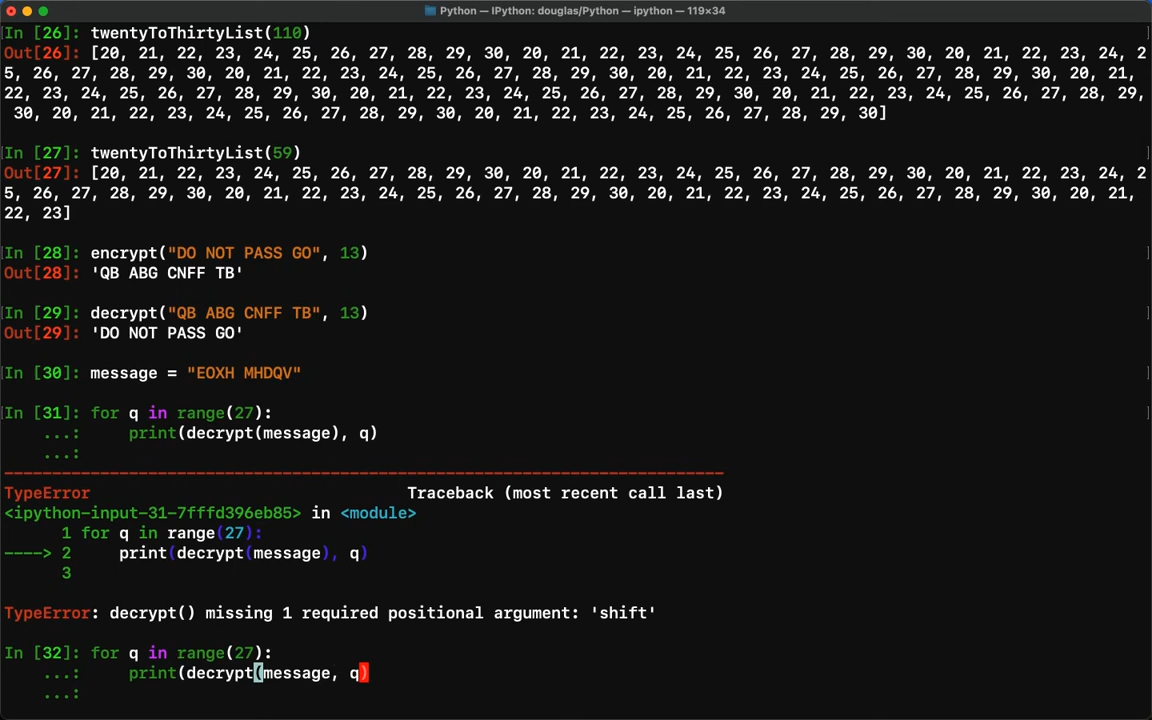 Python — IPython: douglas/Python — ipython — 119×34
In [26]: twentyToThirtyList(110)
Out[26]: [20, 21, 22, 23, 24, 25, 26, 27, 28, 29, 30, 20, 21, 22, 23, 24, 25, 26, 27, 28, 29, 30, 20, 21, 22, 23, 24, 2
5, 26, 27, 28, 29, 30, 20, 21, 22, 23, 24, 25, 26, 27, 28, 29, 30, 20, 21, 22, 23, 24, 25, 26, 27, 28, 29, 30, 20, 21,
22, 23, 24, 25, 26, 27, 28, 29, 30, 20, 21, 22, 23, 24, 25, 26, 27, 28, 29, 30, 20, 21, 22, 23, 24, 25, 26, 27, 28, 29,
30, 20, 21, 22, 23, 24, 25, 26, 27, 28, 29, 30, 20, 21, 22, 23, 24, 25, 26, 27, 28, 29, 30]
In [27]: twentyToThirtyList(59)
Out[27]: [20, 21, 22, 23, 24, 25, 26, 27, 28, 29, 30, 20, 21, 22, 23, 24, 25, 26, 27, 28, 29, 30, 20, 21, 22, 23, 24, 2
5, 26, 27, 28, 29, 30, 20, 21, 22, 23, 24, 25, 26, 27, 28, 29, 30, 20, 21, 22, 23, 24, 25, 26, 27, 28, 29, 30, 20, 21,
22, 23]
In [28]: encrypt("DO NOT PASS GO", 13)
Out[28]: 'QB ABG CNFF TB'
In [29]: decrypt("QB ABG CNFF TB", 13)
Out[29]: 'DO NOT PASS GO'
In [30]: message = "EOXH MHDQV"
In [31]: for q in range(27):
...: print(decrypt(message), q)
...:
---------------------------------------------------------------------------
TypeError Traceback (most recent call last)
<ipython-input-31-7fffd396eb85> in <module>
1 for q in range(27):
----> 2 print(decrypt(message), q)
3
TypeError: decrypt() missing 1 required positional argument: 'shift'
In [32]: for q in range(27):
...: print(decrypt(message, q)
...: